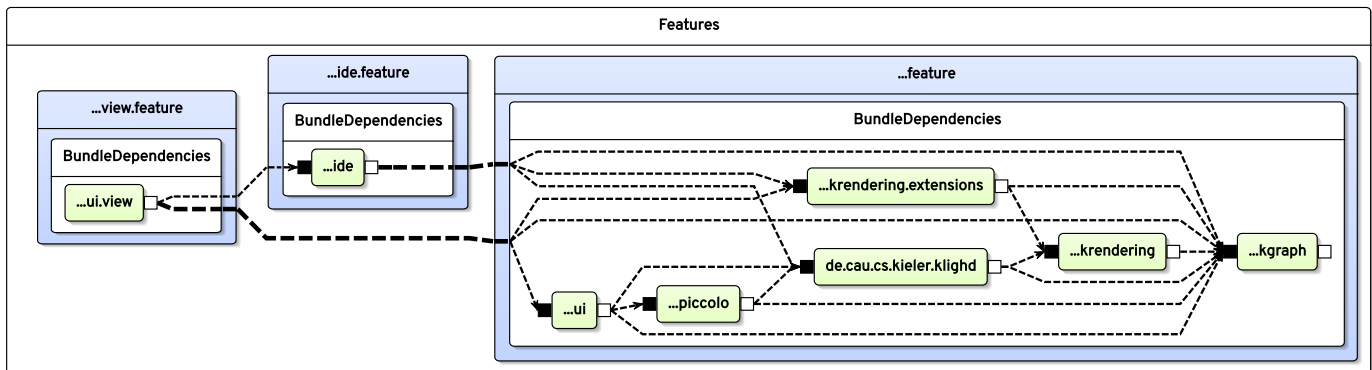 Features
...view.feature
BundleDependencies
...ui.view
...ide.feature
BundleDependencies
...ide
...feature
BundleDependencies
...krendering.extensions
de.cau.cs.kieler.klighd
...krendering
...kgraph
...ui
...piccolo